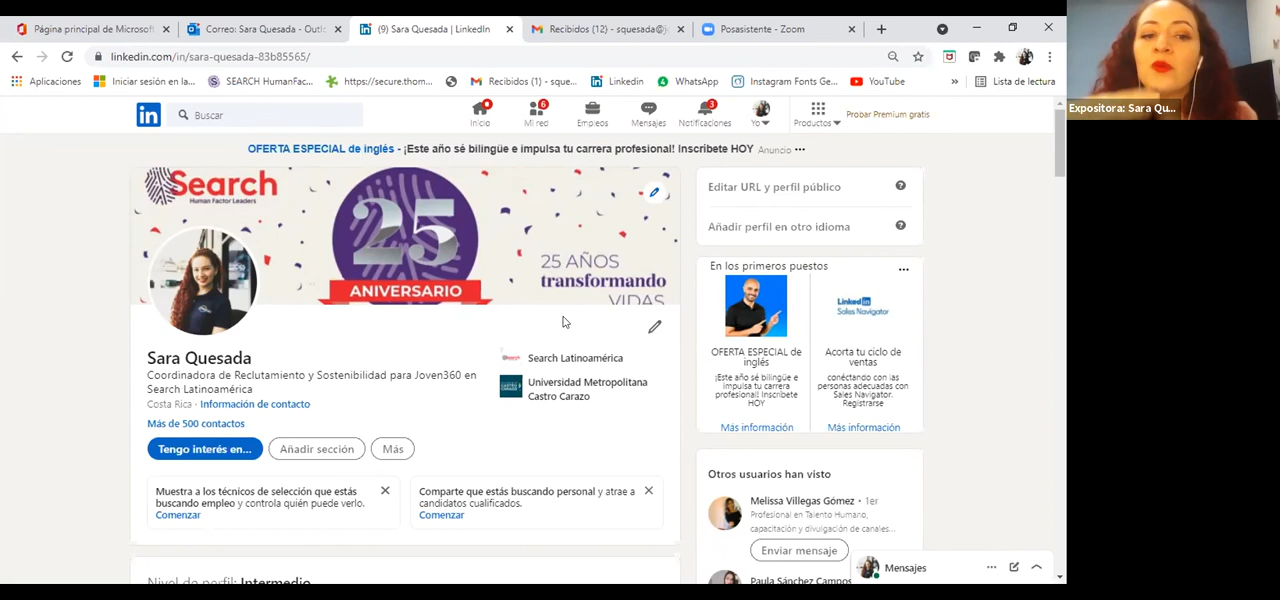 Página principal de Microsof
Correo: Sara Quesada - Outlo
(9) Sara Quesada | LinkedIn
Recibidos (12) - squesada@jo
Posasistente - Zoom
linkedin.com/in/sara-quesada-83b85565/
Aplicaciones
Iniciar sesión en la...
SEARCH HumanFac...
https://secure.thom...
Recibidos (1) - sque...
Linkedin
WhatsApp
Instagram Fonts Ge...
YouTube
»
Lista de lectura
Expositora: Sara Qu...
in
Buscar
Inicio
6
Mi red
Empleos
Mensajes
3
Notificaciones
Yo
Productos
Probar Premium gratis
OFERTA ESPECIAL de inglés - ¡Este año sé bilingüe e impulsa tu carrera profesional! Inscribete HOY Anuncio ...
Search
Human Factor Leaders
25
ANIVERSARIO
25 AÑOS
transformando
VIDAS
Sara Quesada
Coordinadora de Reclutamiento y Sostenibilidad para Joven360 en
Search Latinoamérica
Costa Rica - Información de contacto
Más de 500 contactos
Search Latinoamérica
Universidad Metropolitana
Castro Carazo
Tengo interés en...
Añadir sección
Más
Muestra a los técnicos de selección que estás
buscando empleo y controla quién puede verlo.
Comenzar
Comparte que estás buscando personal y atrae a
candidatos cualificados.
Comenzar
Nivel de perfil: Intermedio
Editar URL y perfil público
Añadir perfil en otro idioma
En los primeros puestos
OFERTA ESPECIAL de
inglés
¡Este año sé bilingüe e
impulsa tu carrera
profesional! Inscribete
HOY
Más información
Linked in
Sales Navigator
Acorta tu ciclo de
ventas
conéctando con las
personas adecuadas con
Sales Navigator.
Registrarse
Más información
Otros usuarios han visto
Melissa Villegas Gómez • 1er
Profesional en Talento Humano,
capacitación y divulgación de canales...
Enviar mensaje
Paula Sánchez Campos
Mensajes